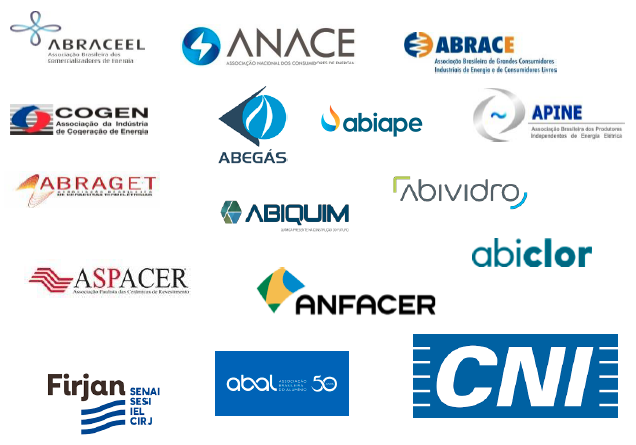 ABRACEEL
Associação Brasileira dos
Comercializadores de Energia
ANACE
ASSOCIAÇÃO NACIONAL DOS CONSUMIDORES DE ENERGIA
ABRACE
Associação Brasileira de Grandes Consumidores
Industriais de Energia e de Consumidores Livres
COGEN
Associação da Indústria
de Cogeração de Energia
ABEGÁS
abiape
APINE
Associação Brasileira dos Produtores
Independentes de Energia Elétrica
ABRAGET
ABIQUIM
Abividro
abiclor
ASPACER
Associação Paulista das Cerâmicas de Revestimento
ANFACER
Firjan
SENAI
SESI
IEL
CIRJ
abal
ASSOCIAÇÃO
BRASILEIRA
DO ALUMÍNIO
50
CNI